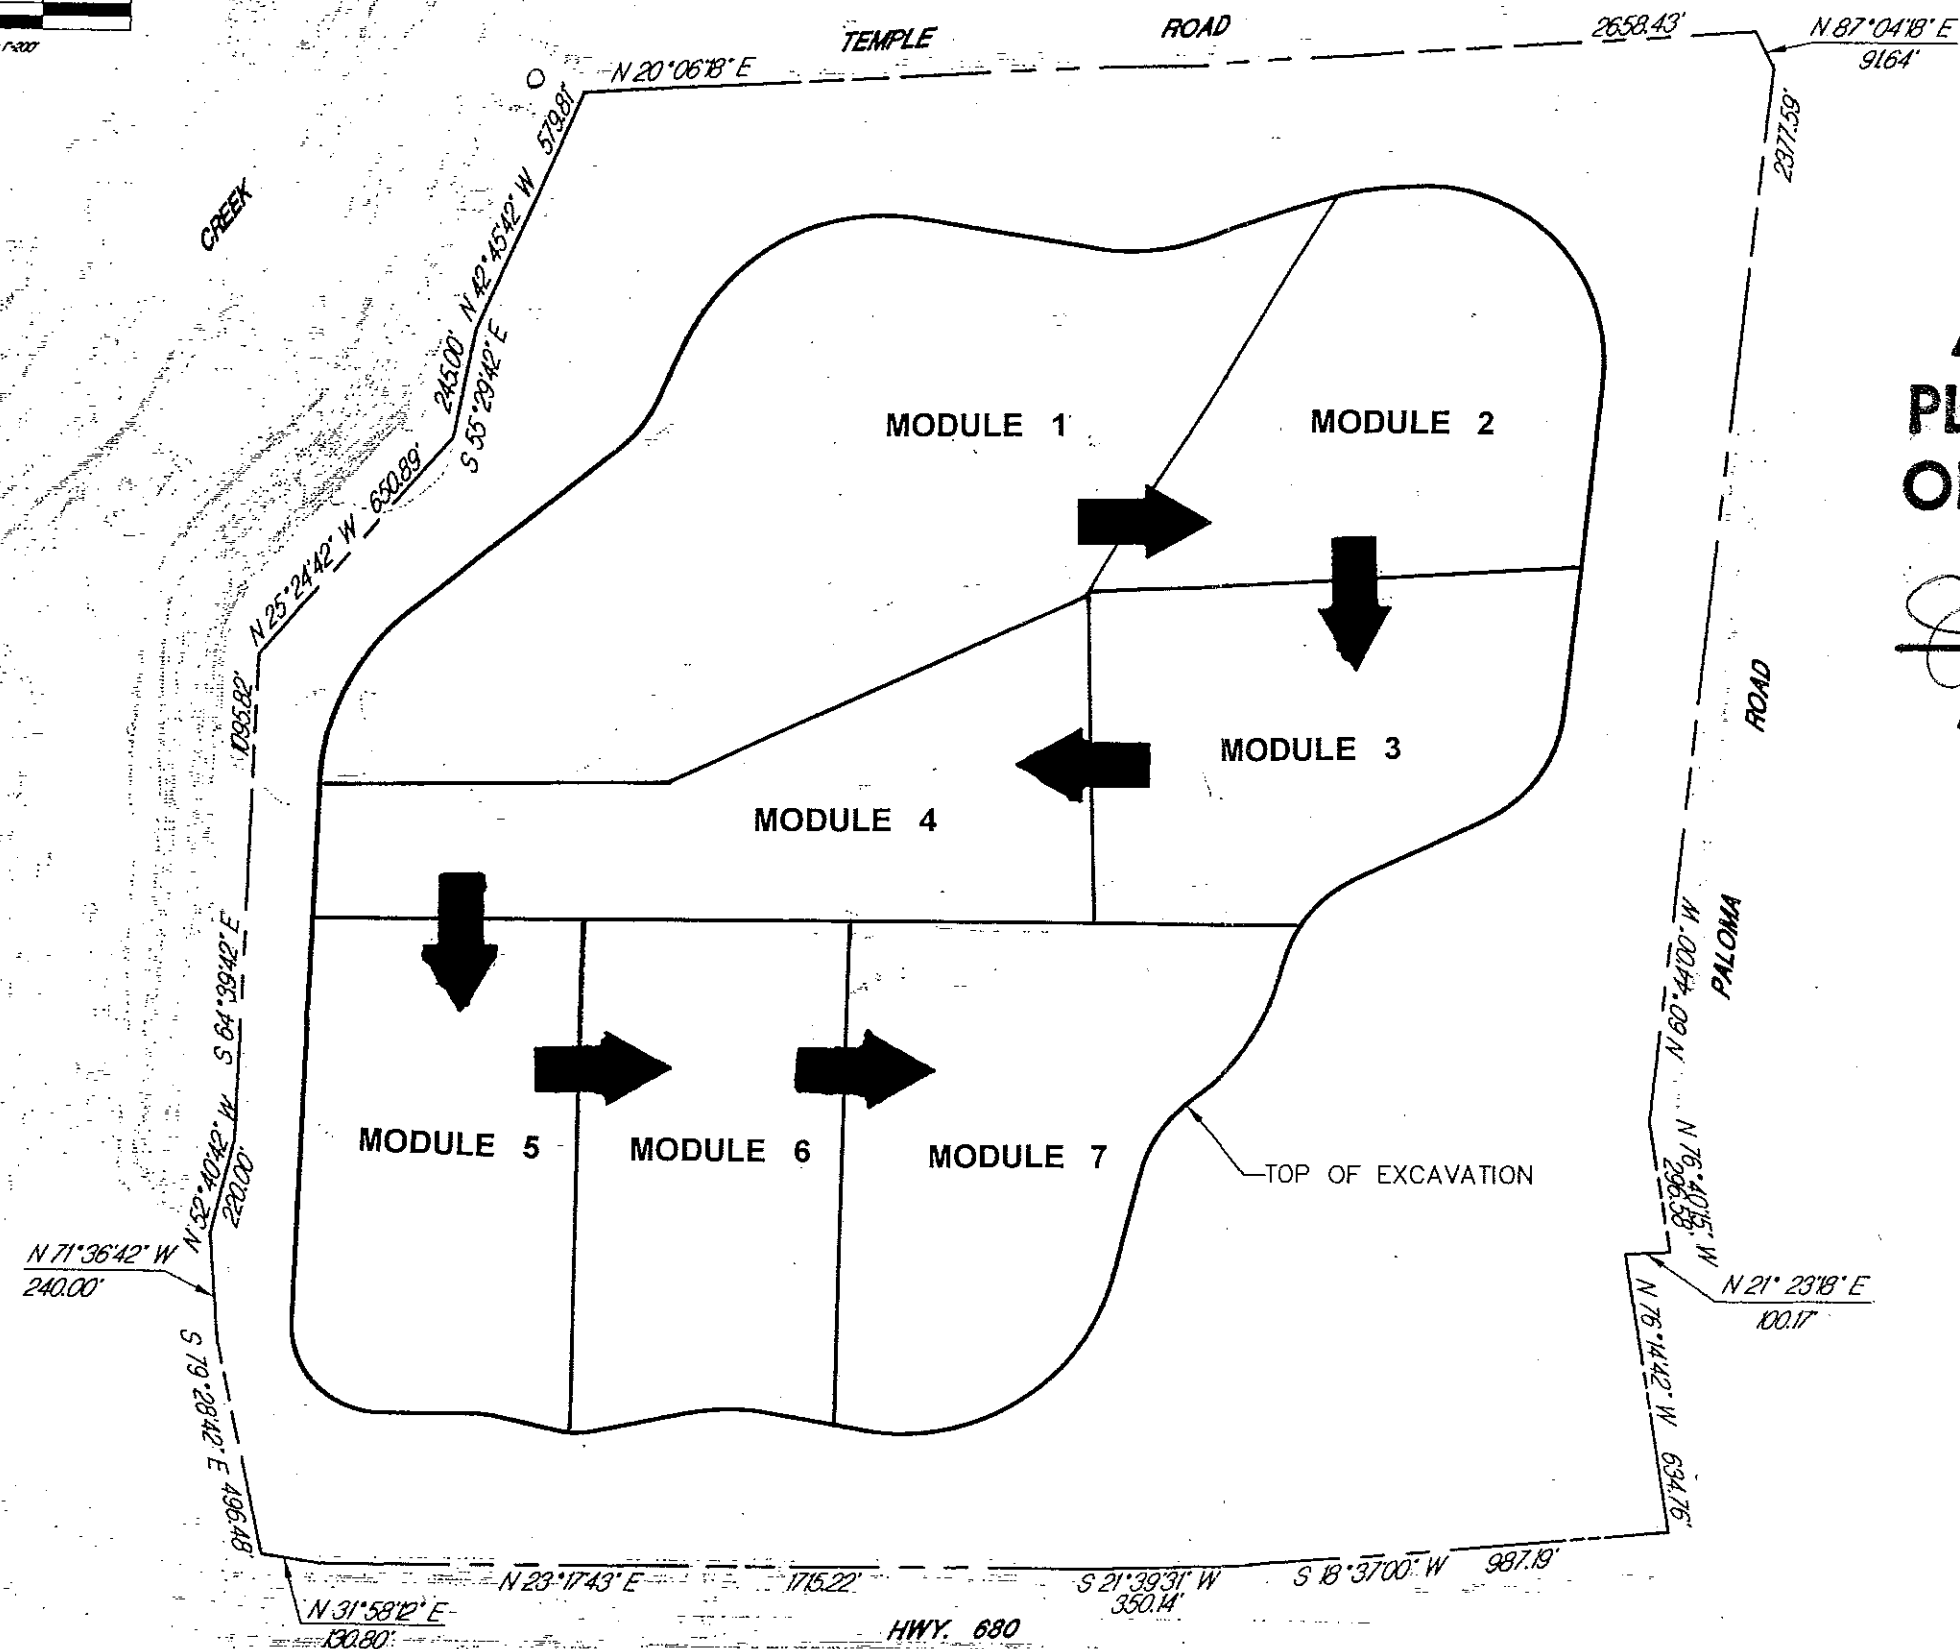 1"=200'
TEMPLE ROAD
2658.43'
N 87°04'18" E
91.64'
N 20°06'18" E
579.81'
N 42°45'42" W
CREEK
245.00'
S 55°29'42" E
N 25°24'42" W 650.89'
2377.59'
MODULE 1
MODULE 2
PL
1095.82'
ROAD
MODULE 3
MODULE 4
S 64°39'42" E
N 60°44'00" W
PALOMA
N 52°40'42" W
220.00'
MODULE 5
MODULE 6
MODULE 7
TOP OF EXCAVATION
N 76°40'15" W
296.58'
N 71°36'42" W
240.00'
N 21° 23'18" E
100.17'
S 79°28'42" E 496.48'
N 76°14'42" W 634.76'
N 23°17'43" E 1715.22'
S 21°39'31" W
350.14'
S 18°37'00" W 987.19'
N 31°58'12" E
130.80'
HWY. 680